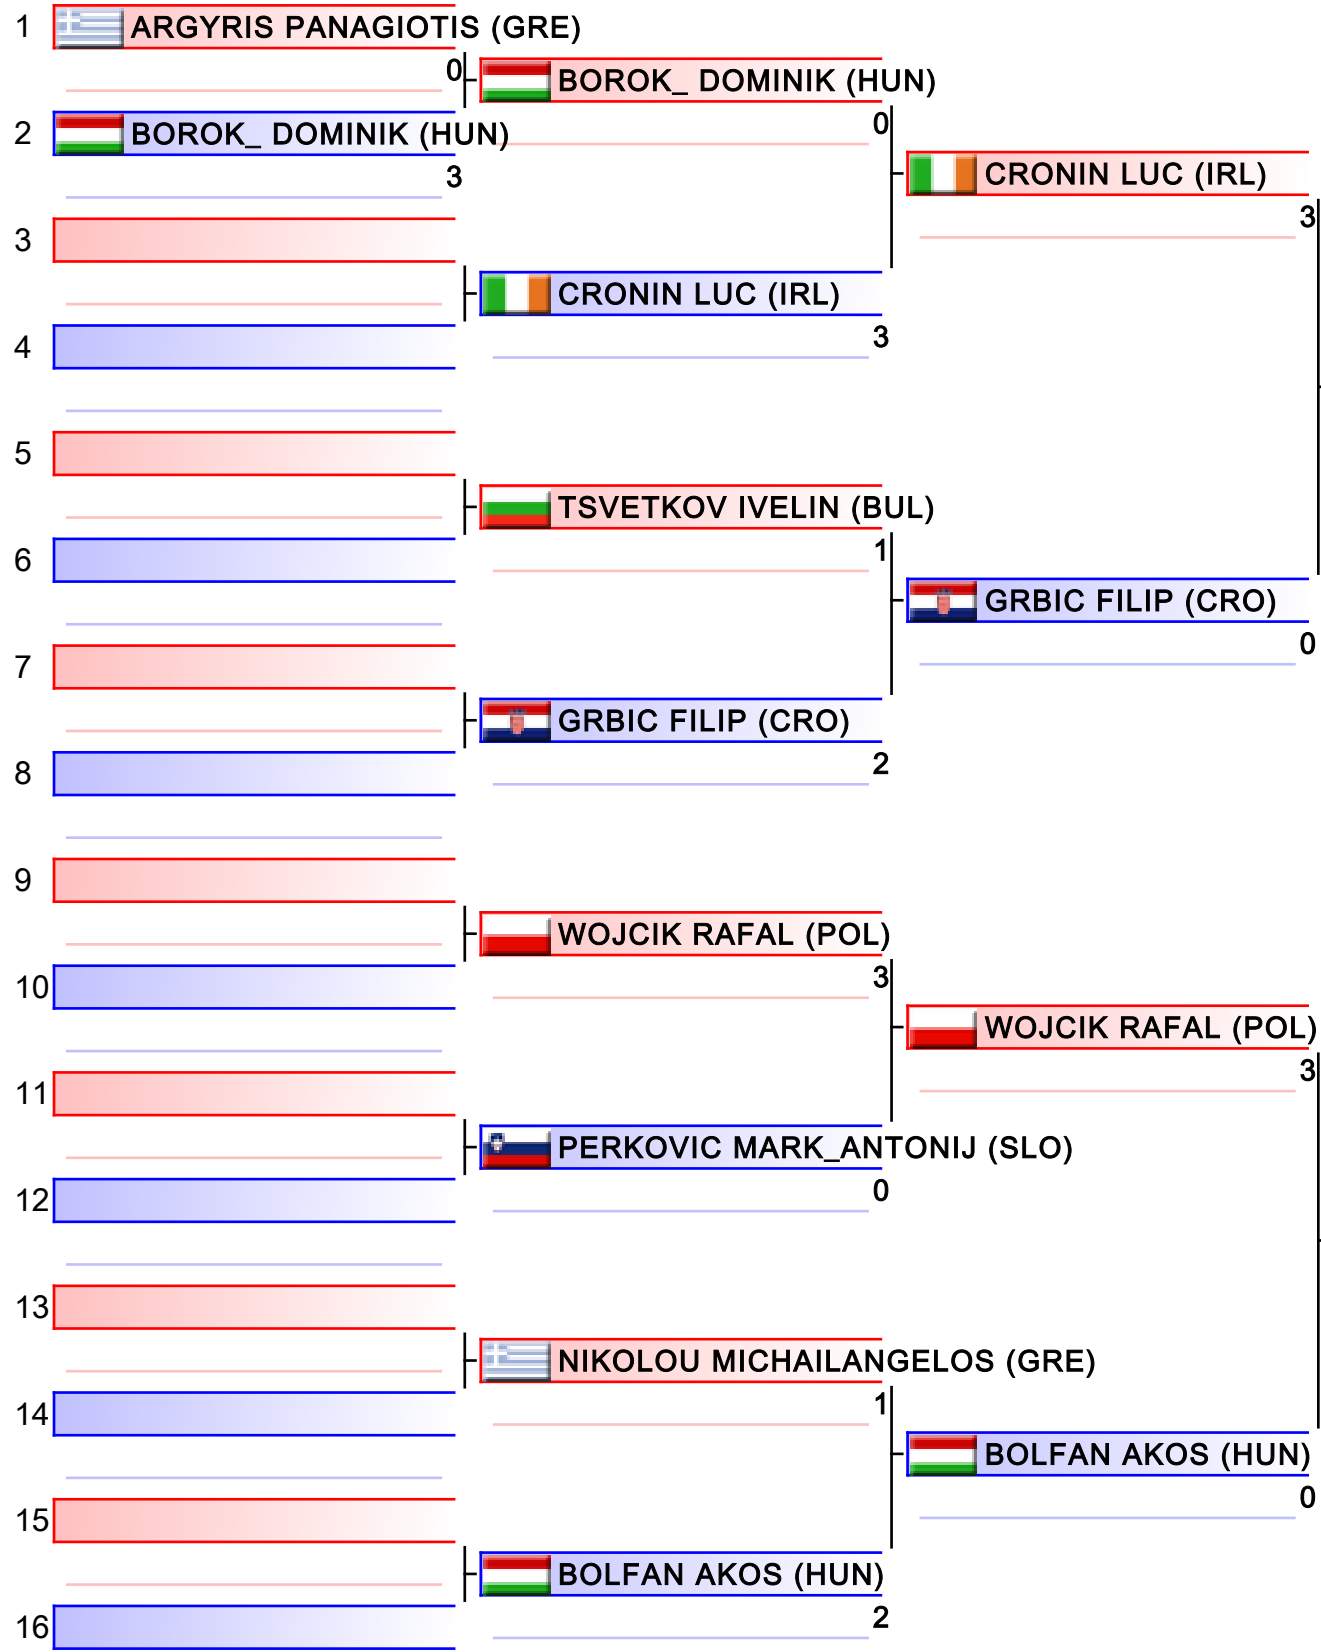 1 ARGYRIS PANAGIOTIS (GRE)
0
BOROK_ DOMINIK (HUN)
0
2 BOROK_ DOMINIK (HUN)
3
CRONIN LUC (IRL)
3
3
CRONIN LUC (IRL)
3
4
5
TSVETKOV IVELIN (BUL)
1
6
GRBIC FILIP (CRO)
0
7
GRBIC FILIP (CRO)
2
8
9
WOJCIK RAFAL (POL)
3
10
WOJCIK RAFAL (POL)
3
11
PERKOVIC MARK_ANTONIJ (SLO)
0
12
13
NIKOLOU MICHAILANGELOS (GRE)
1
14
BOLFAN AKOS (HUN)
0
15
BOLFAN AKOS (HUN)
2
16